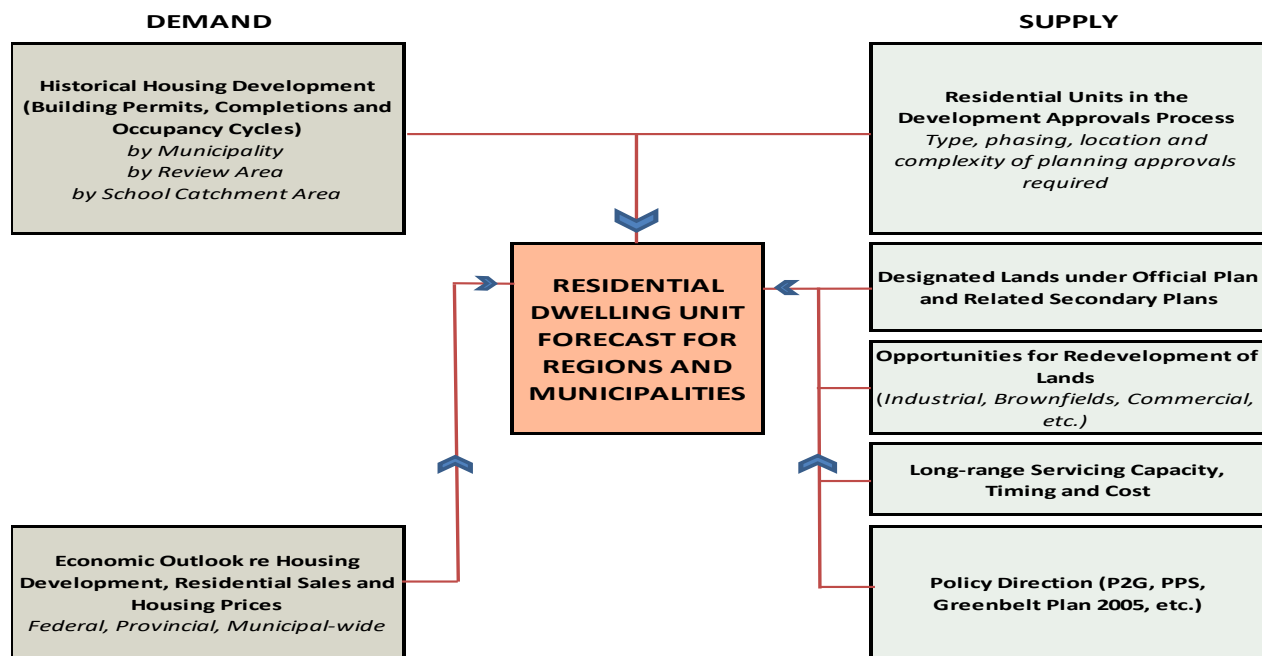 DEMAND
Historical Housing Development
(Building Permits, Completions and
Occupancy Cycles)
by Municipality
by Review Area
by School Catchment Area
Economic Outlook re Housing
Development, Residential Sales and
Housing Prices
Federal, Provincial, Municipal-wide
RESIDENTIAL
DWELLING UNIT
FORECAST FOR
REGIONS AND
MUNICIPALITIES
SUPPLY
Residential Units in the
Development Approvals Process
Type, phasing, location and
complexity of planning approvals
required
Designated Lands under Official Plan
and Related Secondary Plans
Opportunities for Redevelopment of
Lands
(Industrial, Brownfields, Commercial,
etc.)
Long-range Servicing Capacity,
Timing and Cost
Policy Direction (P2G, PPS,
Greenbelt Plan 2005, etc.)